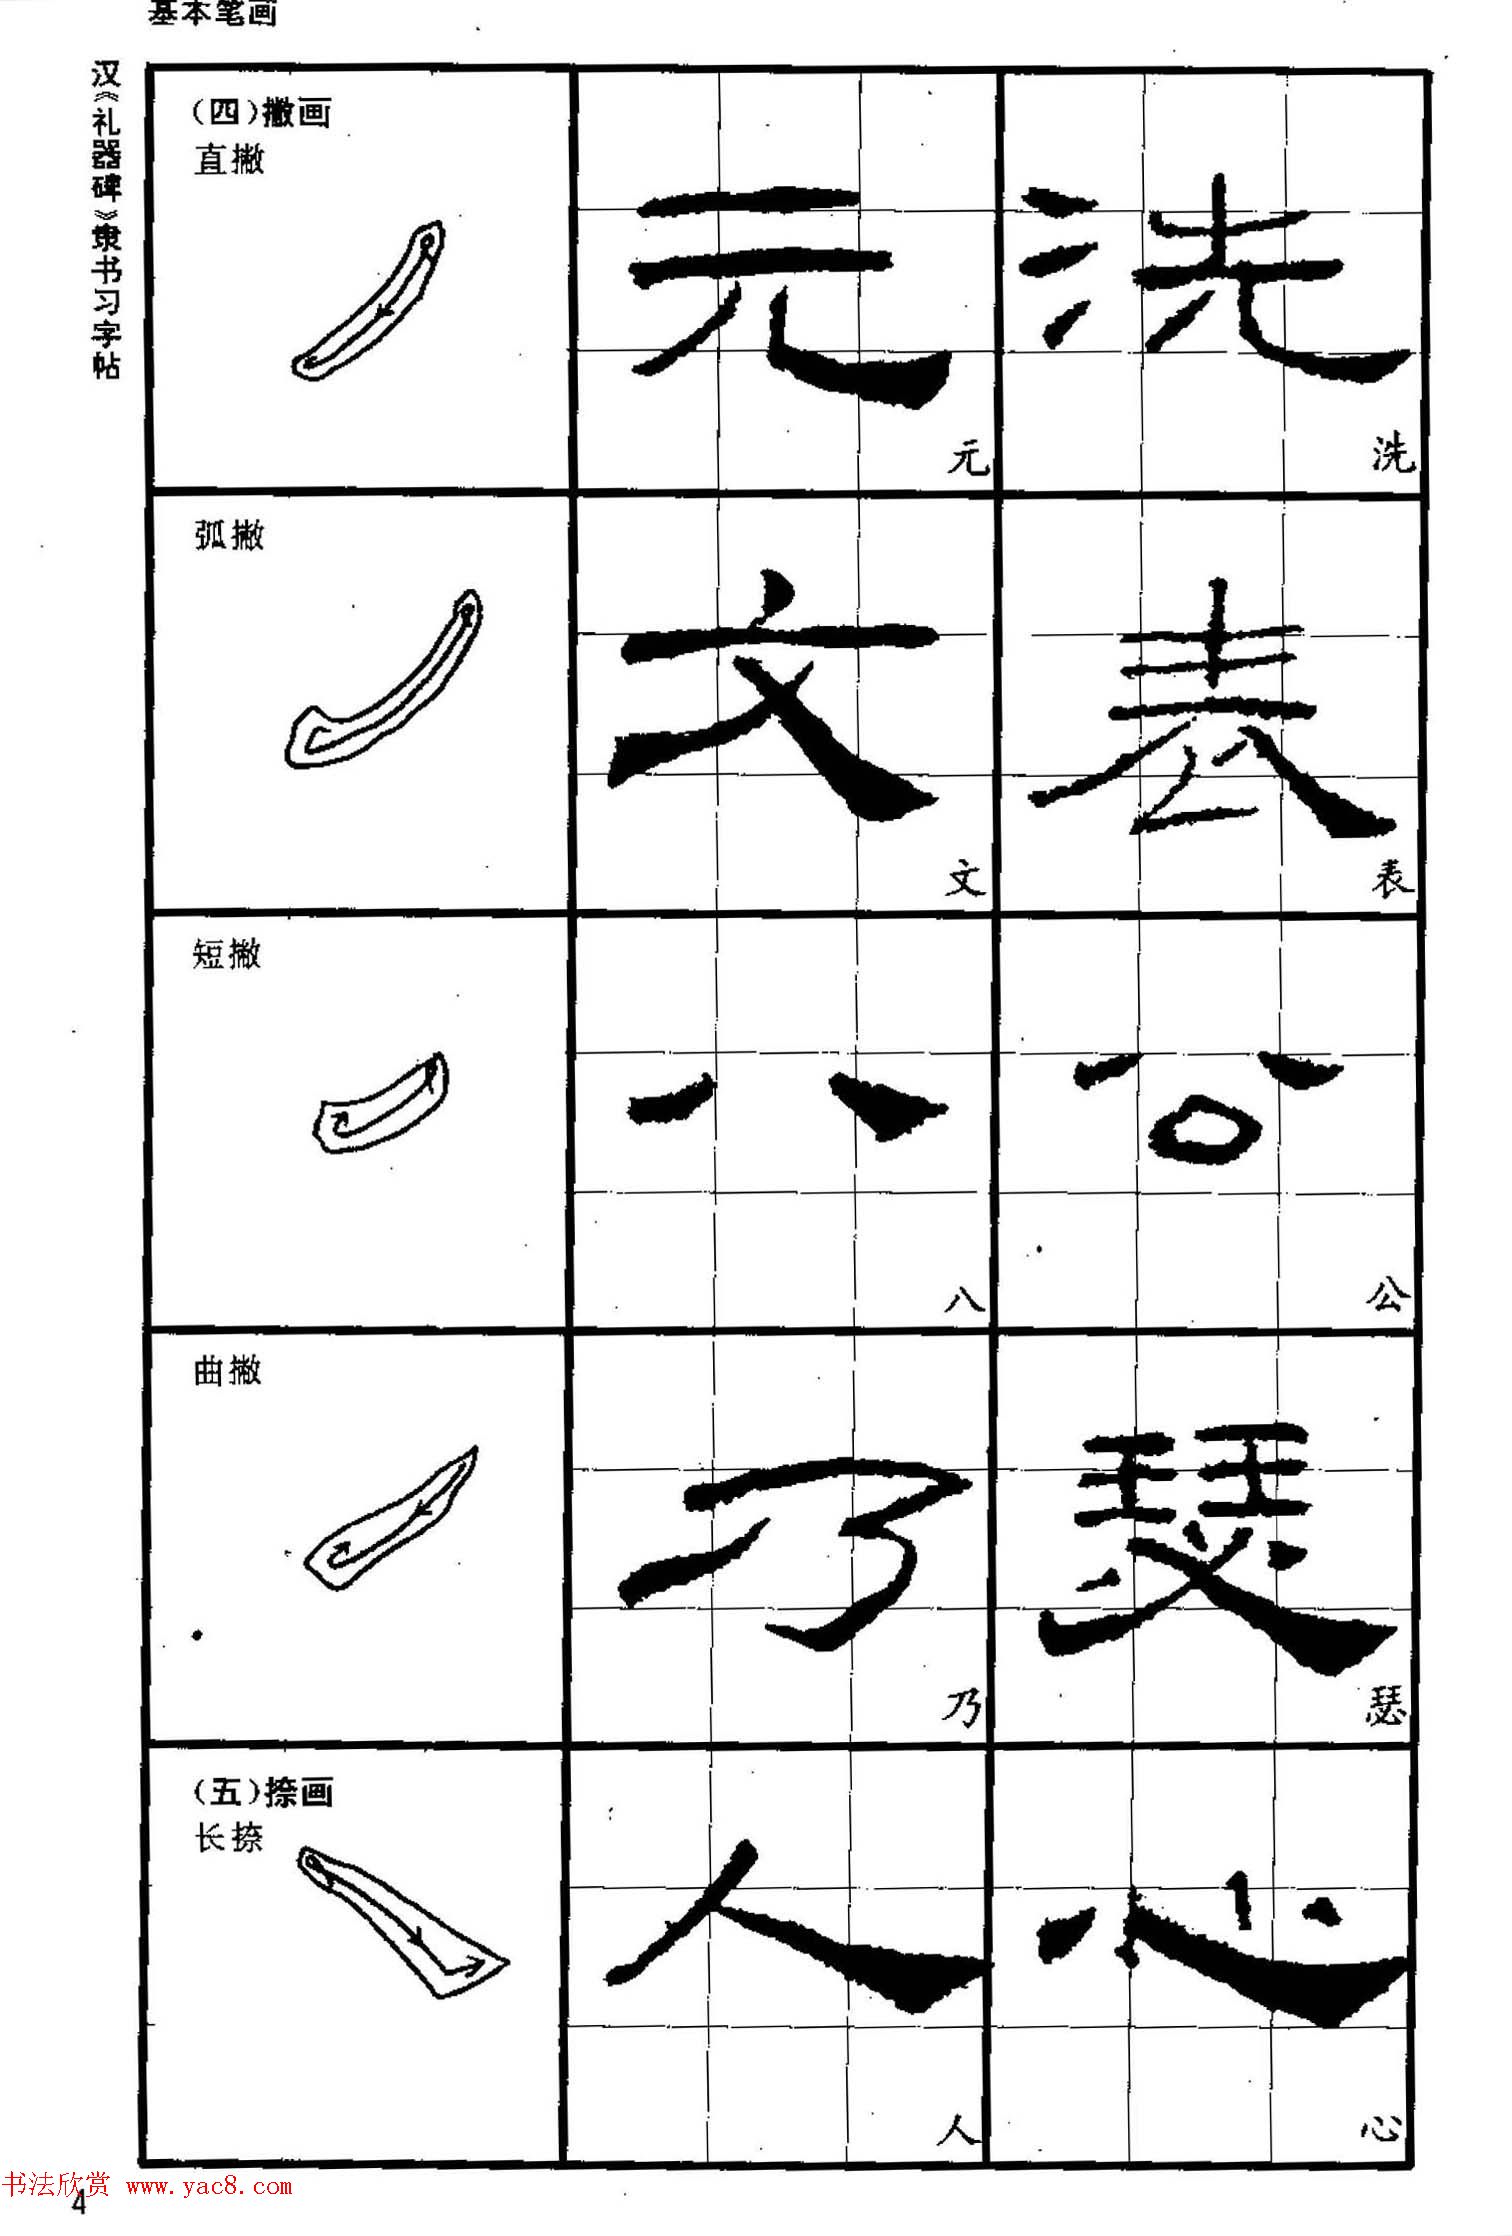 基本笔画
汉《礼器碑》隶书习字帖
(四)撇画
直撇
元
洗
元
洗
弧撇
文
表
文
表
短撇
八
公
八
公
曲撇
乃
瑟
乃
瑟
(五)捺画
长捺
人
心
人
心
书法欣赏 www.yac8.com
4